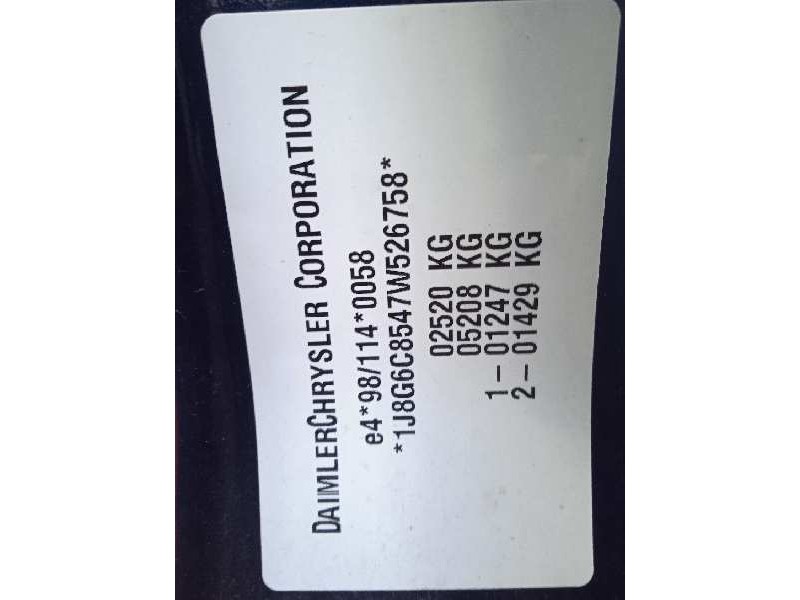 DAIMLERCHRYSLER CORPORATION
e4*98/114*0058
*1J8G6C8547W526758*
02520 KG
05208 KG
1- 01247 KG
2- 01429 KG